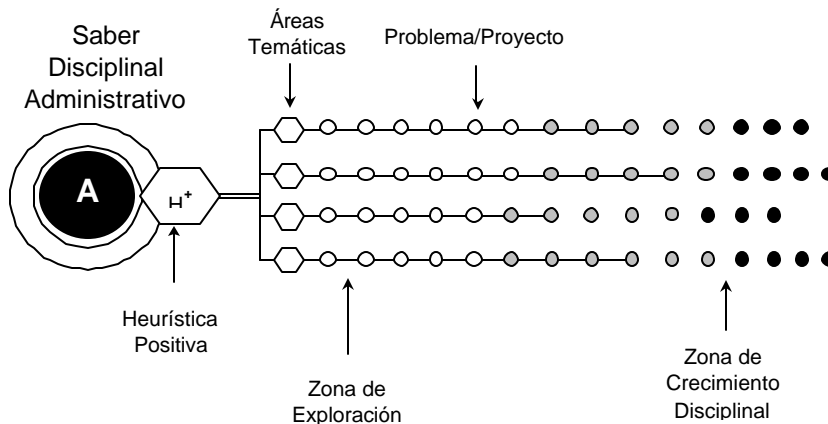 Saber
Disciplinal
Administrativo
Áreas
Temáticas
Problema/Proyecto
A
H+
Heurística
Positiva
Zona de
Exploración
Zona de
Crecimiento
Disciplinal